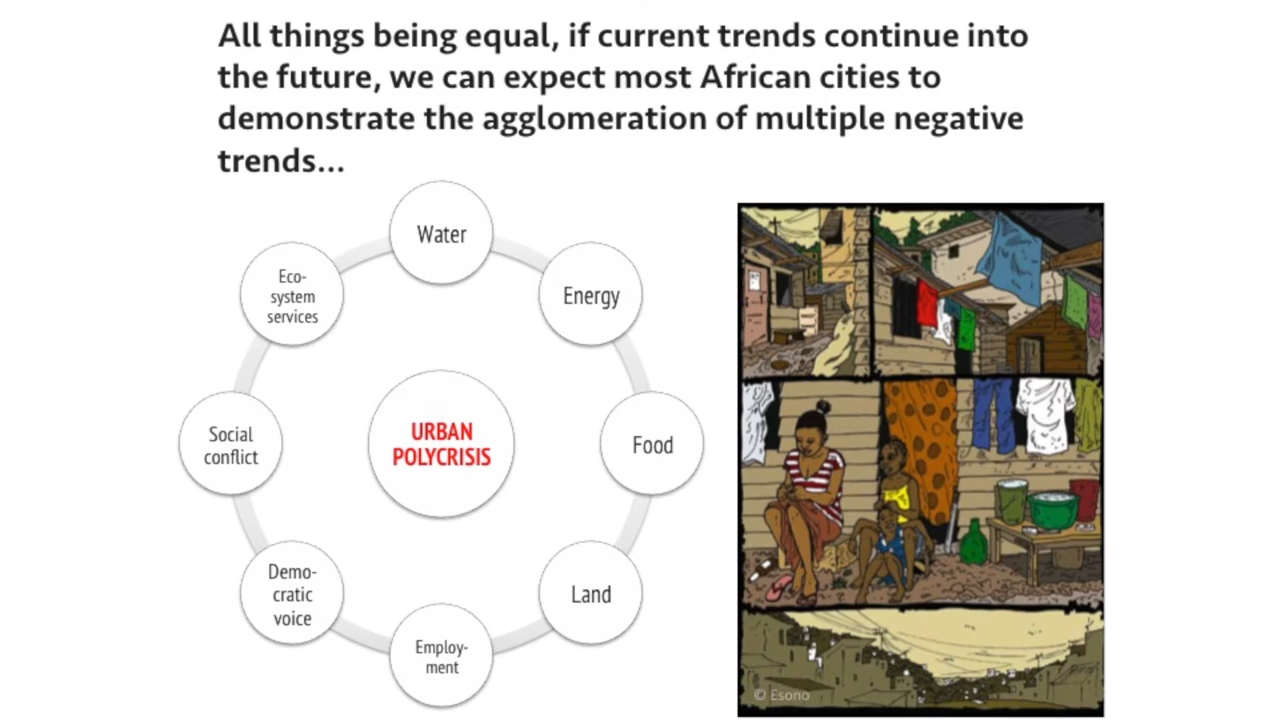 All things being equal, if current trends continue into
the future, we can expect most African cities to
demonstrate the agglomeration of multiple negative
trends...
Water
Energy
Food
Land
Employ-
ment
Demo-
cratic
voice
Social
conflict
Eco-
system
services
URBAN
POLYCRISIS
© Esono